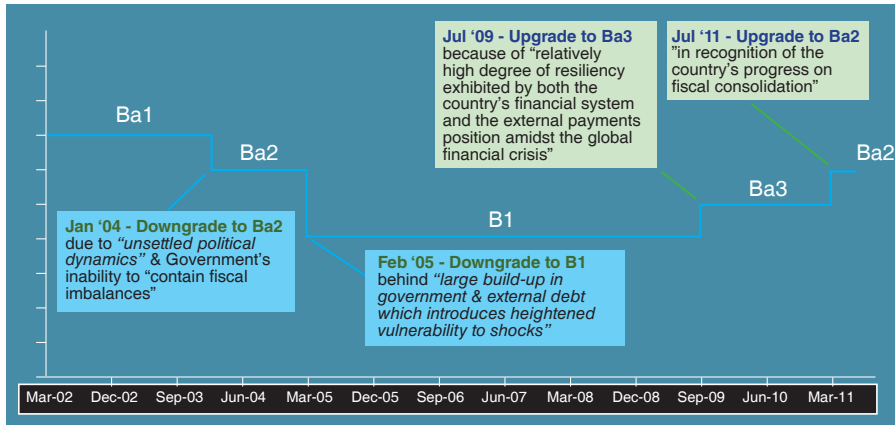 Jul ‘09 - Upgrade to Ba3
because of “relatively
high degree of resiliency
exhibited by both the
country’s financial system
and the external payments
position amidst the global
financial crisis”
Jul ‘11 - Upgrade to Ba2
”in recognition of the
country’s progress on
fiscal consolidation”
Ba1
Ba2
B1
Ba3
Ba2
Jan ‘04 - Downgrade to Ba2
due to “unsettled political
dynamics” & Government’s
inability to “contain fiscal
imbalances”
Feb ‘05 - Downgrade to B1
behind “large build-up in
government & external debt
which introduces heightened
vulnerability to shocks”
Mar-02 Dec-02 Sep-03 Jun-04 Mar-05 Dec-05 Sep-06 Jun-07 Mar-08 Dec-08 Sep-09 Jun-10 Mar-11